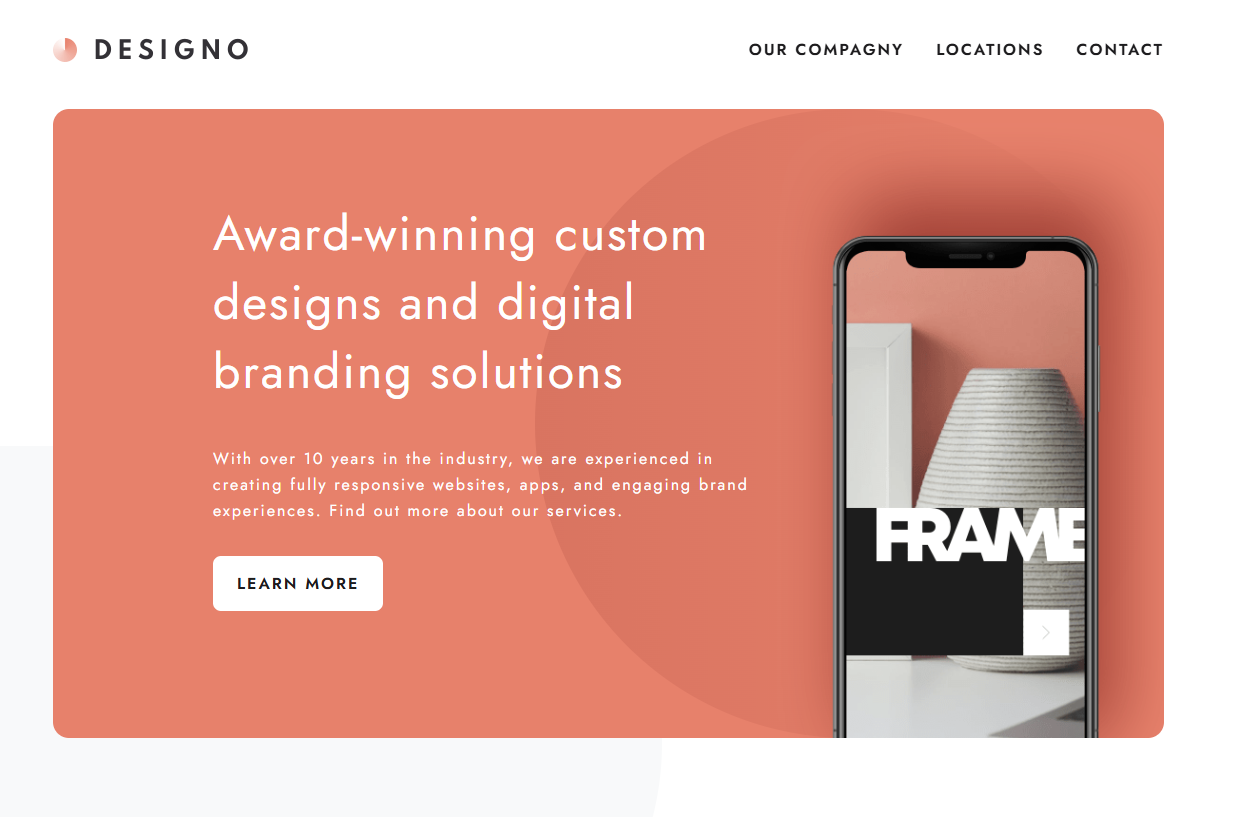 DESIGNO
OUR COMPAGNY LOCATIONS CONTACT
Award-winning custom
designs and digital
branding solutions
With over 10 years in the industry, we are experienced in
creating fully responsive websites, apps, and engaging brand
experiences. Find out more about our services.
LEARN MORE
FRAME